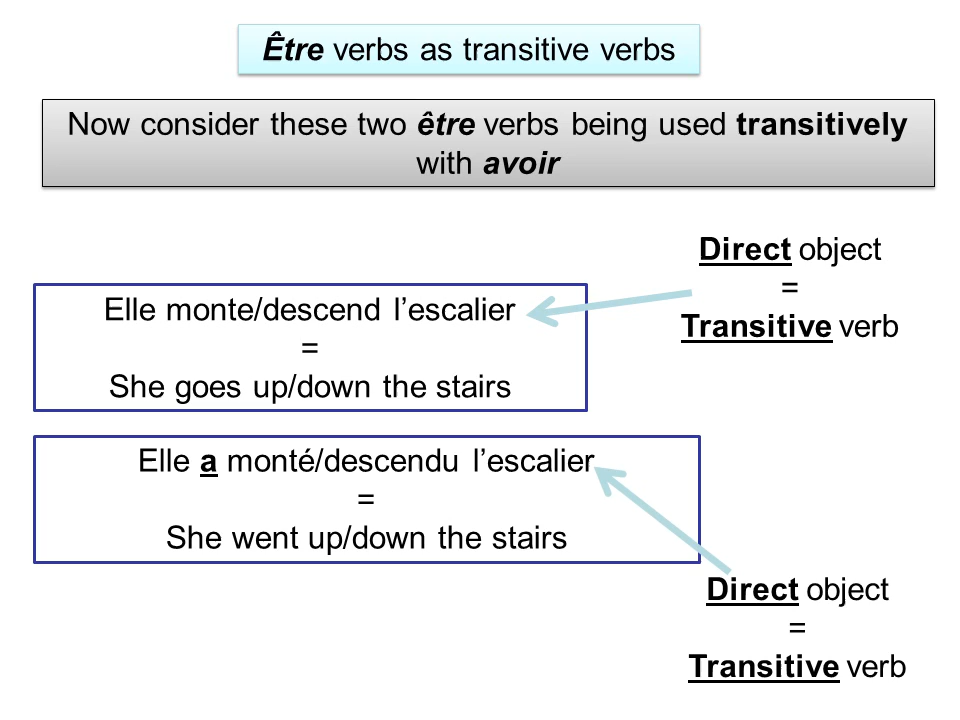 Être verbs as transitive verbs
Now consider these two être verbs being used transitively
with avoir
Direct object
=
Transitive verb
Elle monte/descend l’escalier
=
She goes up/down the stairs
Elle a monté/descendu l’escalier
=
She went up/down the stairs
Direct object
=
Transitive verb